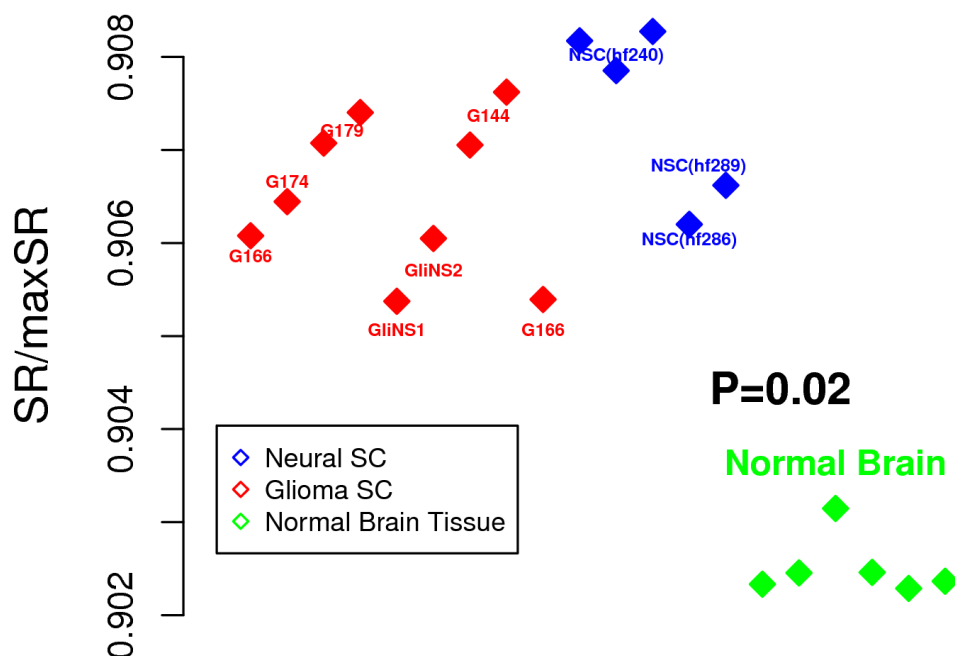 0.908
NSC(hf240)
G144
G179
NSC(hf289)
G174
SR/maxSR
0.906
NSC(hf286)
G166
GliNS2
GliNS1
G166
P=0.02
0.904
Neural SC
Normal Brain
Glioma SC
Normal Brain Tissue
0.902